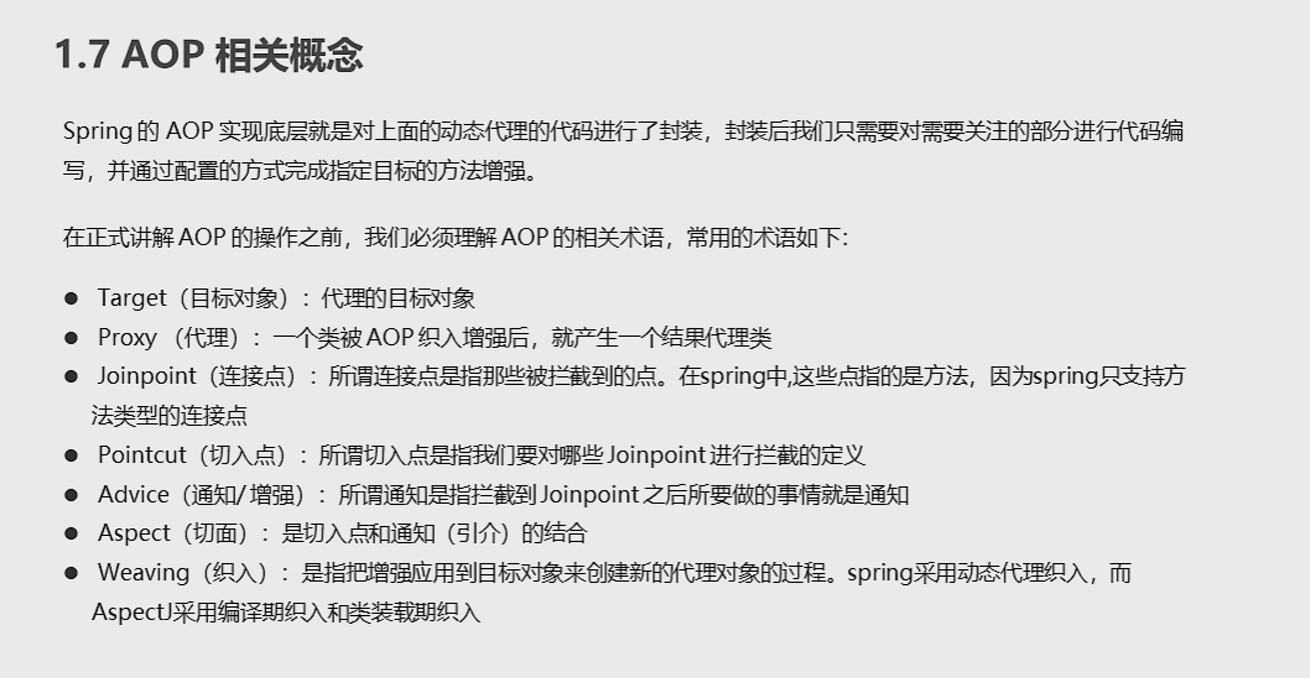 1.7 AOP 相关概念
Spring 的 AOP 实现底层就是对上面的动态代理的代码进行了封装，封装后我们只需要对需要关注的部分进行代码编
写，并通过配置的方式完成指定目标的方法增强。
在正式讲解 AOP 的操作之前，我们必须理解 AOP 的相关术语，常用的术语如下：
● Target（目标对象）：代理的目标对象
● Proxy （代理）：一个类被 AOP 织入增强后，就产生一个结果代理类
● Joinpoint（连接点）：所谓连接点是指那些被拦截到的点。在spring中,这些点指的是方法，因为spring只支持方
法类型的连接点
● Pointcut（切入点）：所谓切入点是指我们要对哪些 Joinpoint 进行拦截的定义
● Advice（通知/ 增强）：所谓通知是指拦截到 Joinpoint 之后所要做的事情就是通知
● Aspect（切面）：是切入点和通知（引介）的结合
● Weaving（织入）：是指把增强应用到目标对象来创建新的代理对象的过程。spring采用动态代理织入，而
AspectJ采用编译期织入和类装载期织入